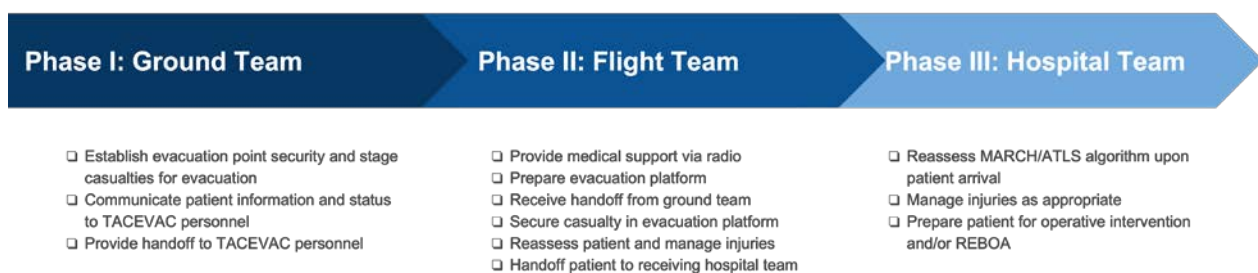 Phase I: Ground Team
❑ Establish evacuation point security and stage
casualties for evacuation
❑ Communicate patient information and status
to TACEVAC personnel
❑ Provide handoff to TACEVAC personnel
Phase II: Flight Team
❑ Provide medical support via radio
❑ Prepare evacuation platform
❑ Receive handoff from ground team
❑ Secure casualty in evacuation platform
❑ Reassess patient and manage injuries
❑ Handoff patient to receiving hospital team
Phase III: Hospital Team
❑ Reassess MARCH/ATLS algorithm upon
patient arrival
❑ Manage injuries as appropriate
❑ Prepare patient for operative intervention
and/or REBOA